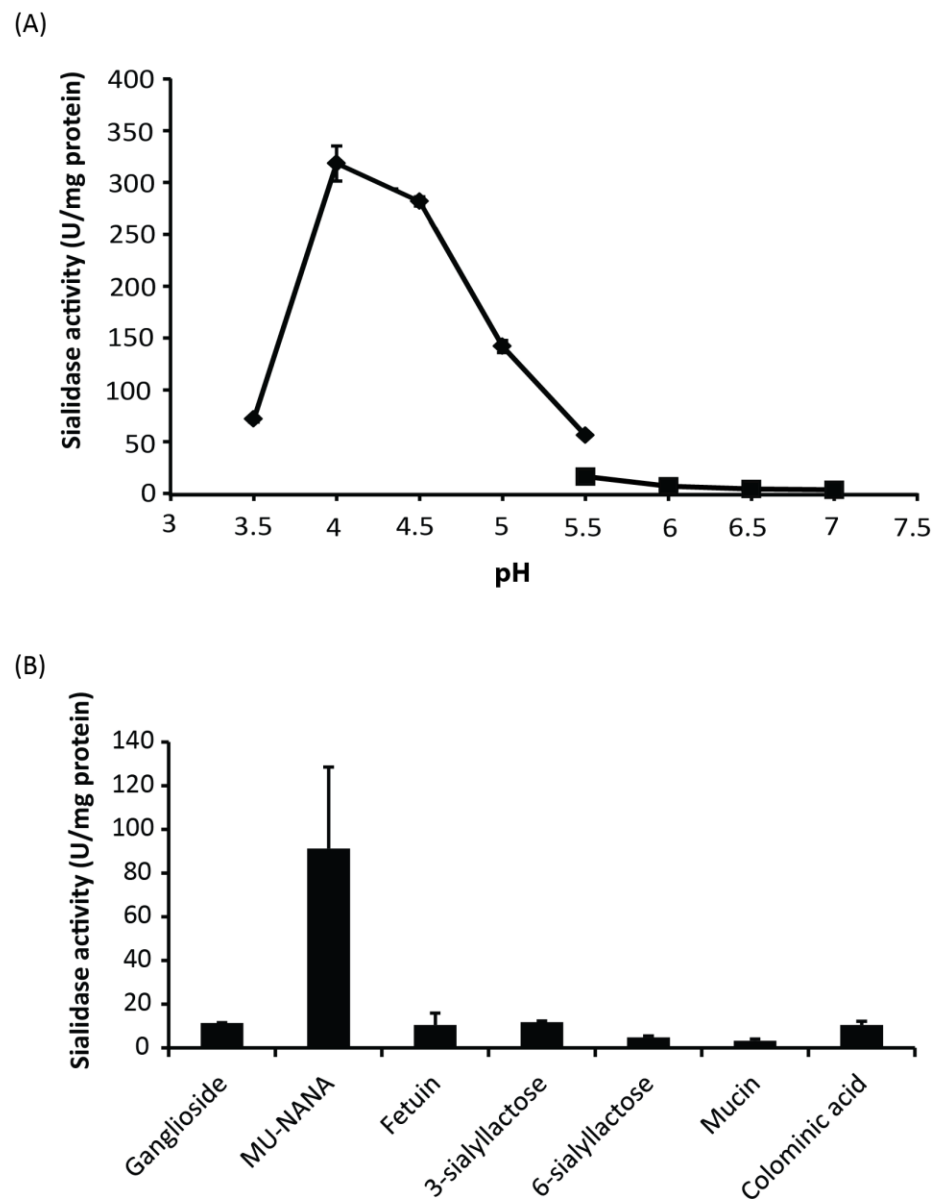 (A)
Sialidase activity (U/mg protein)
400
350
300
250
200
150
100
50
0
3 3.5 4 4.5 5 5.5 6 6.5 7 7.5
pH
(B)
Sialidase activity (U/mg protein)
140
120
100
80
60
40
20
0
Ganglioside
MU-NANA
Fetuin
3-sialyllactose
6-sialyllactose
Mucin
Colominic acid